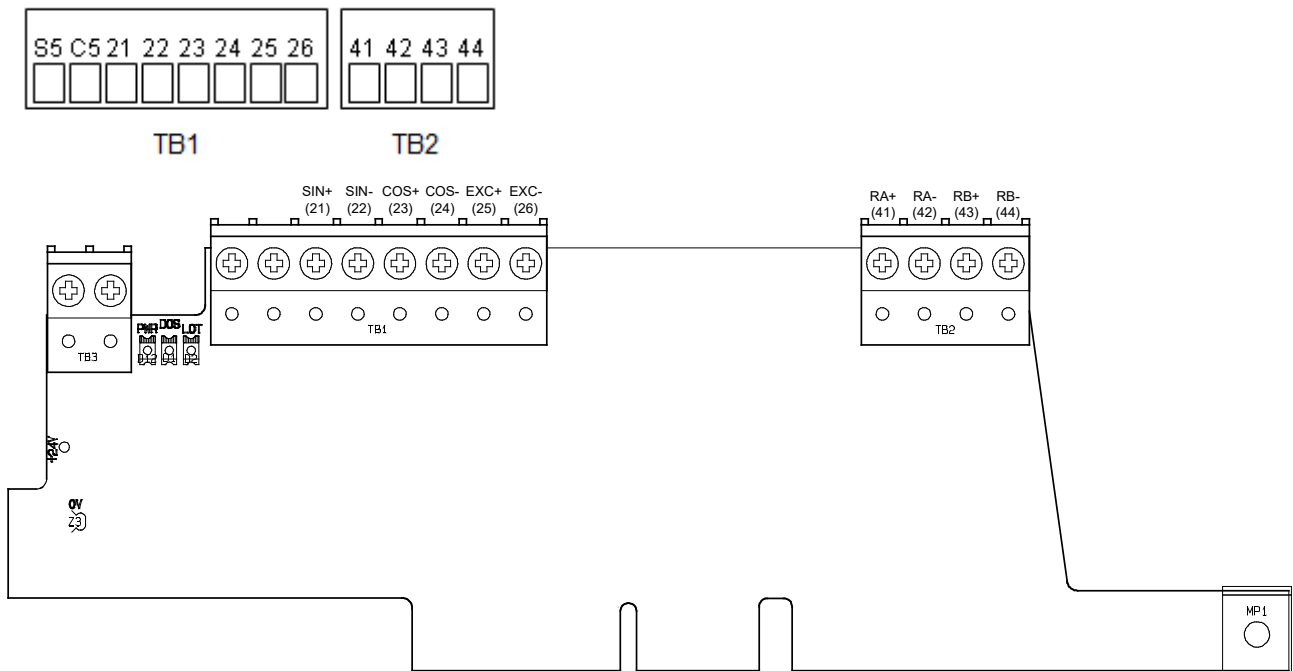 S5 C5 21 22 23 24 25 26
41 42 43 44
TB1
TB2
SIN+ SIN- COS+ COS- EXC+ EXC-
(21) (22) (23) (24) (25) (26)
RA+ RA- RB+ RB-
(41) (42) (43) (44)
TB1
TB2
TB3
PWR DOS LOT
+24V
0V
Z3
MP1